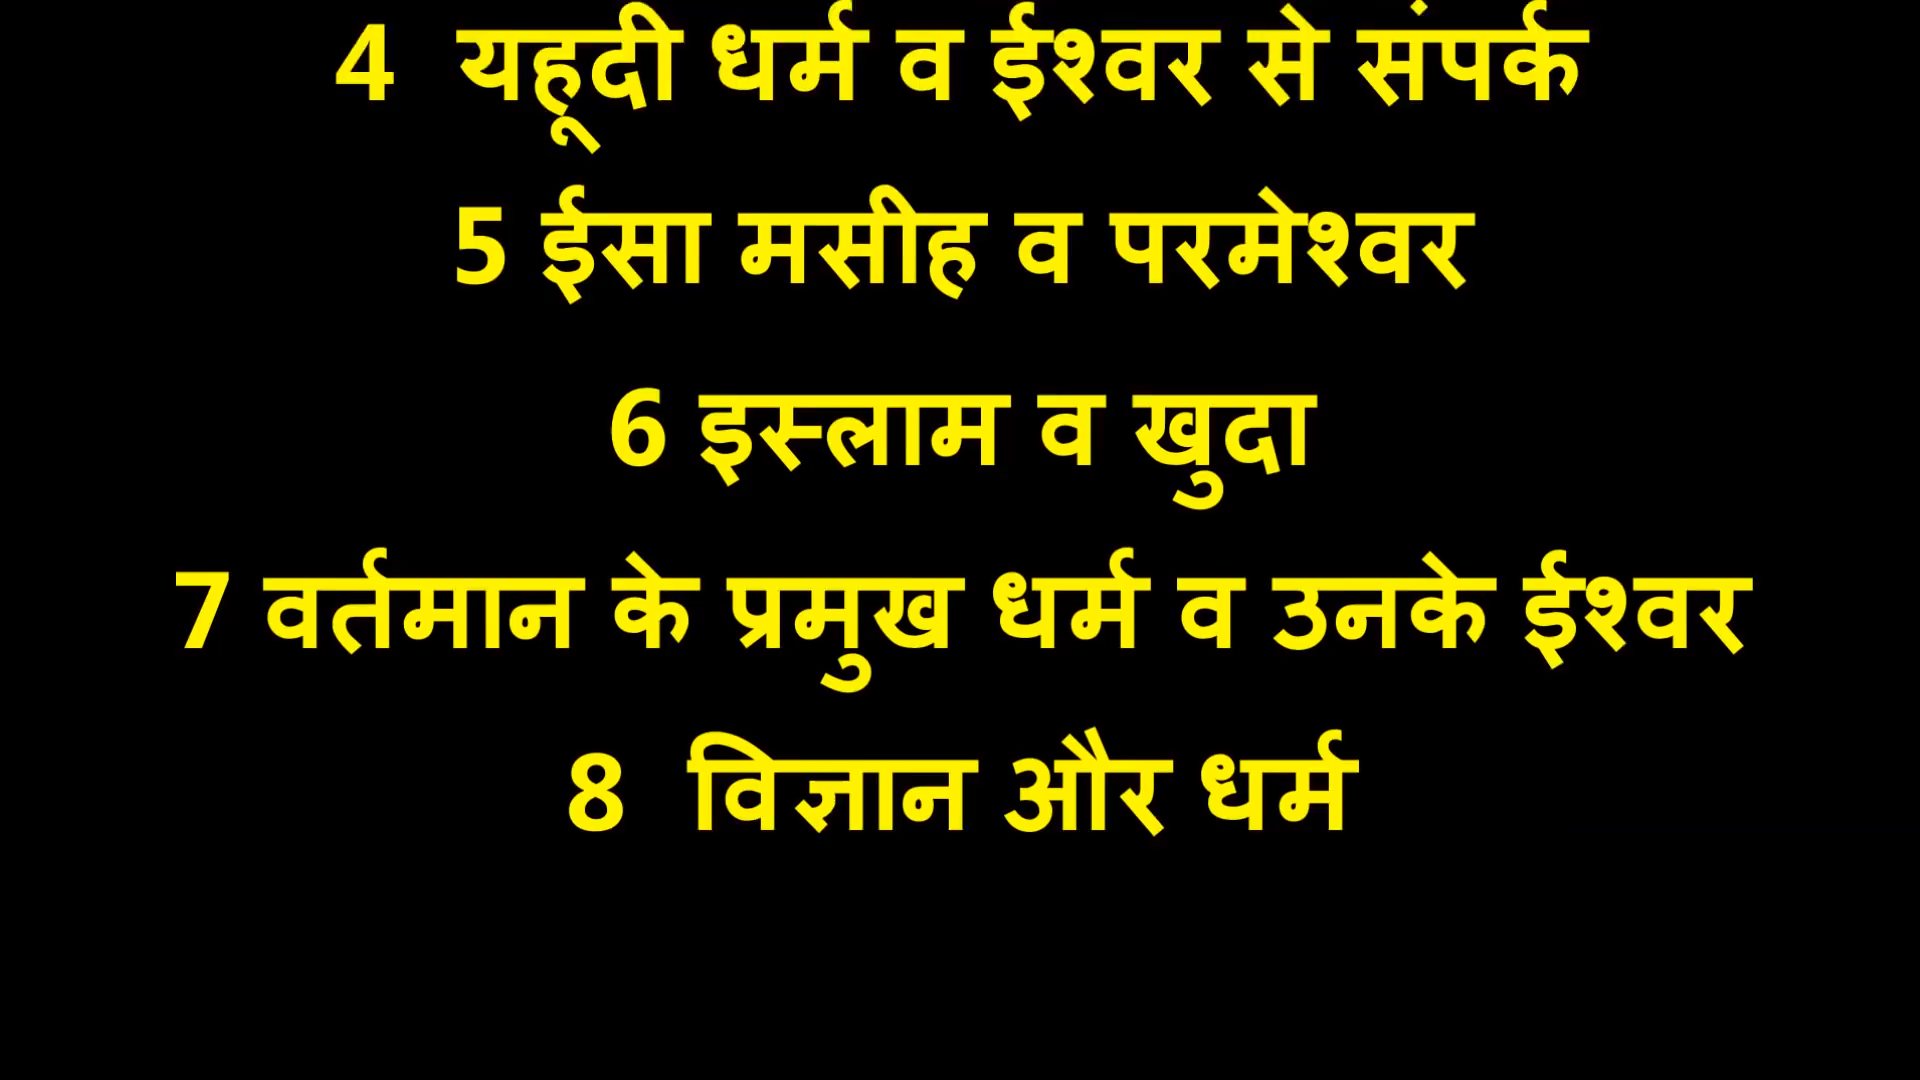 4 यहूदी धर्म व ईश्वर से संपर्क
5 ईसा मसीह व परमेश्वर
6 इस्लाम व खुदा
7 वर्तमान के प्रमुख धर्म व उनके ईश्वर
8 विज्ञान और धर्म